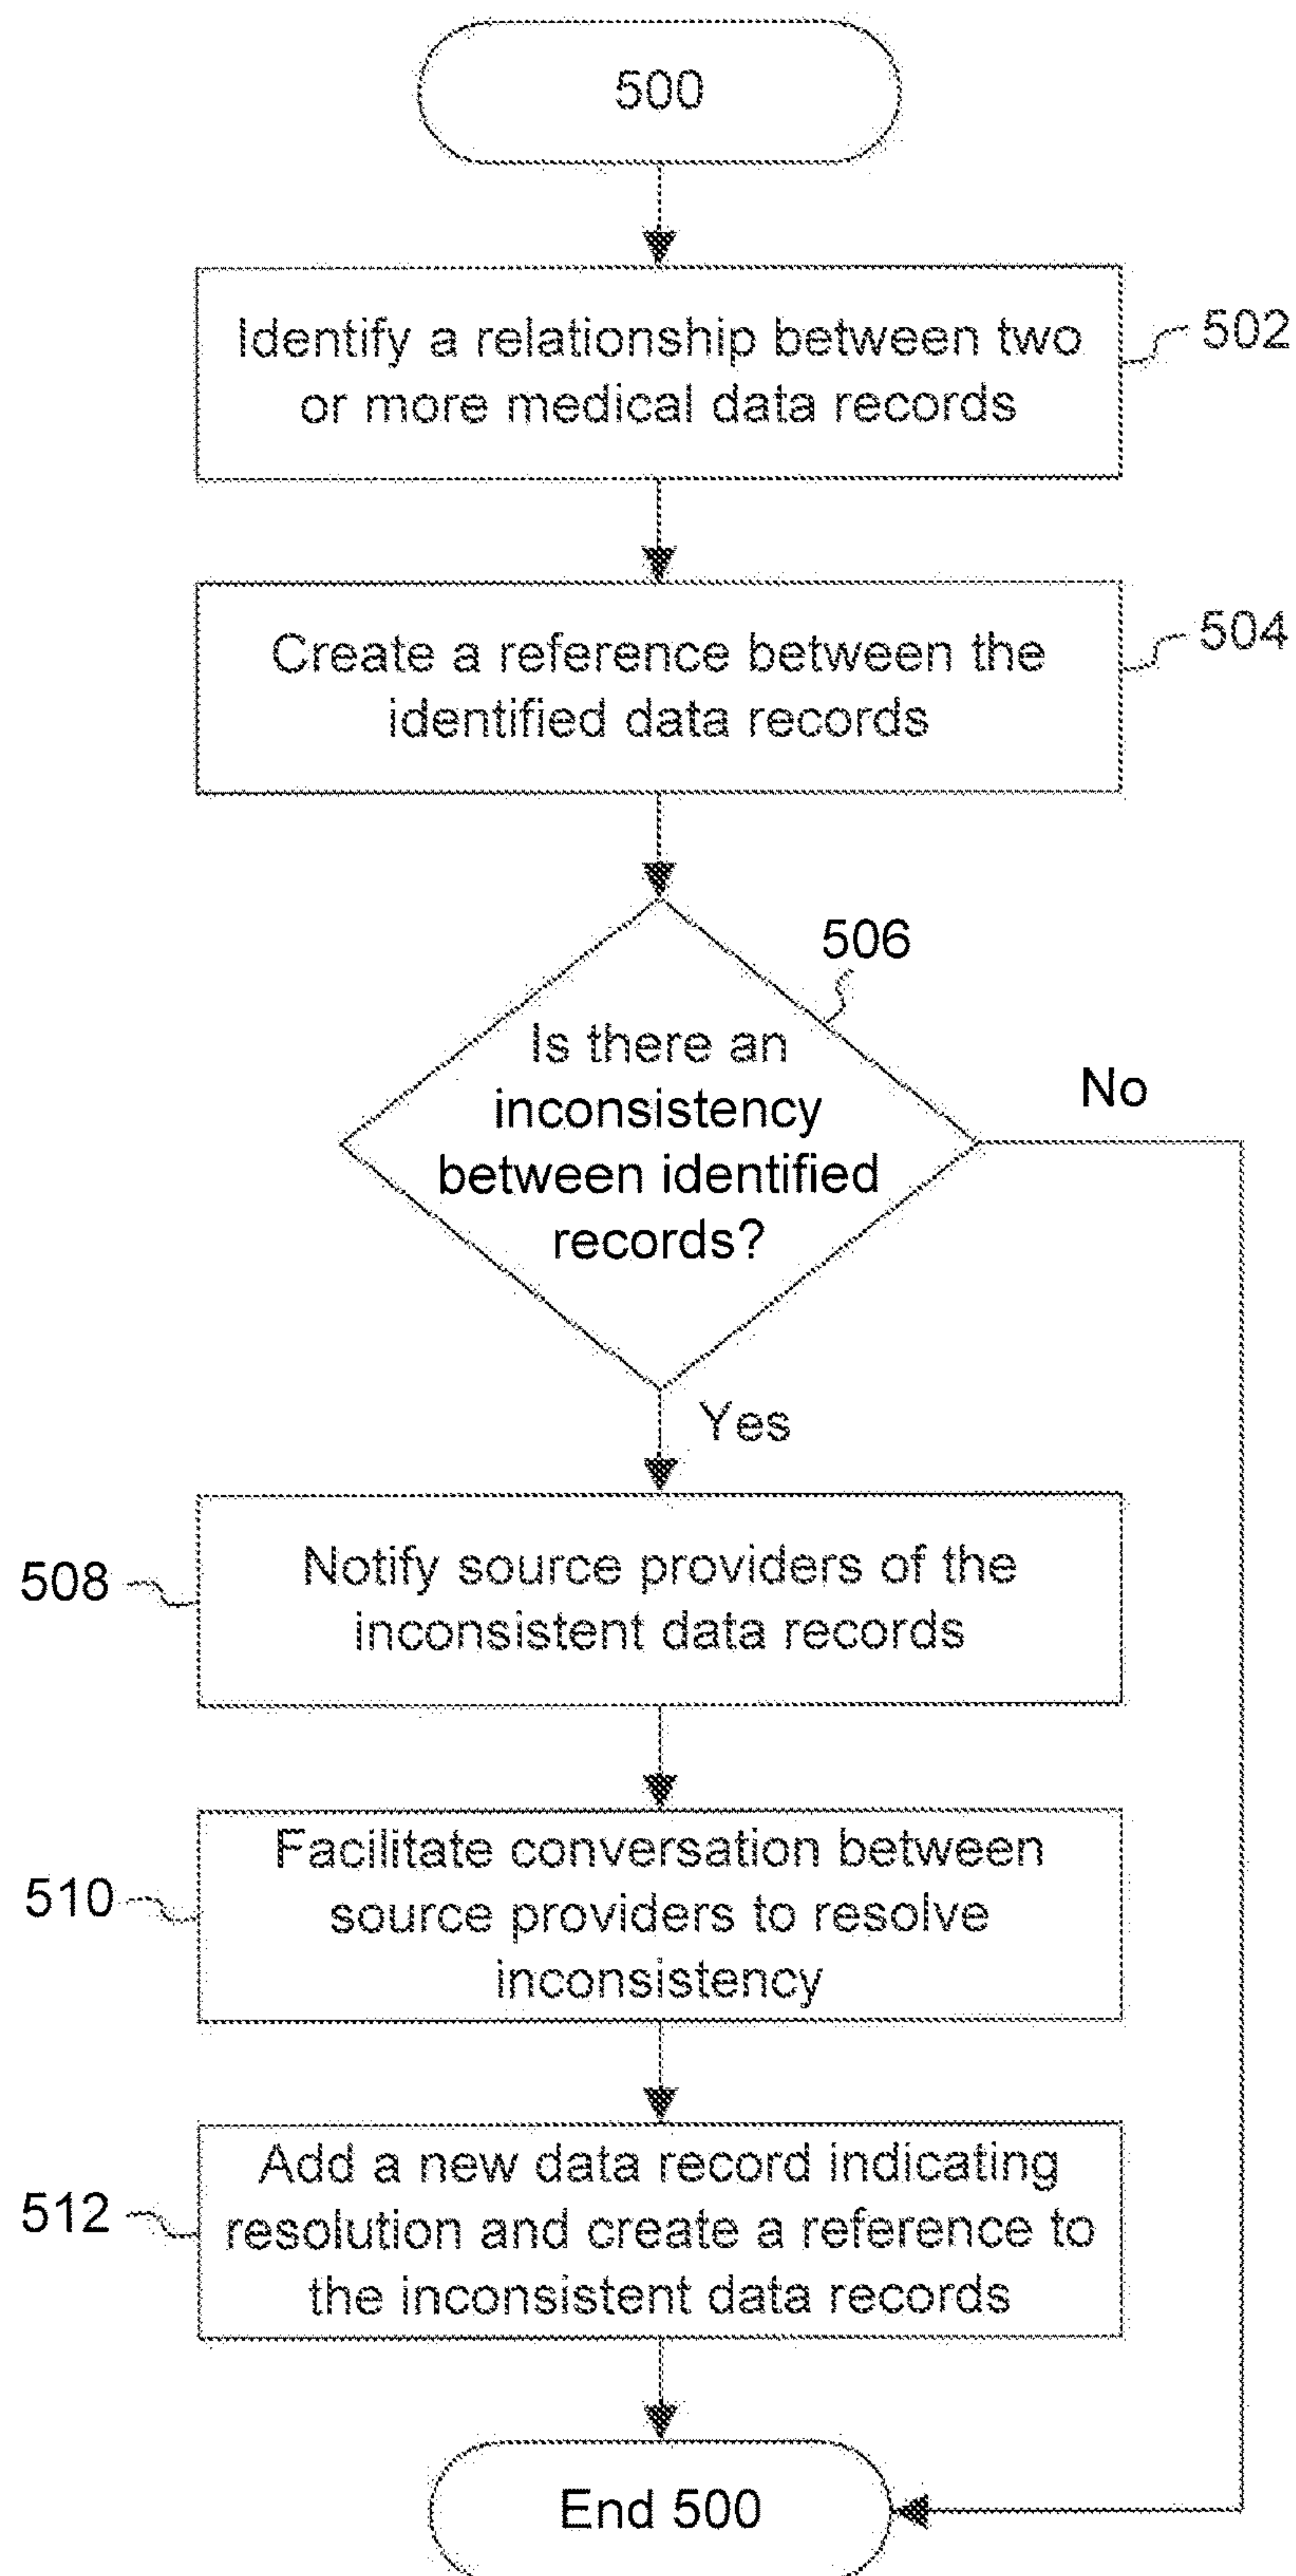 500
Identify a relationship between two
or more medical data records
502
Create a reference between the
identified data records
504
506
Is there an
inconsistency
between identified
records?
No
Yes
508
Notify source providers of the
inconsistent data records
510
Facilitate conversation between
source providers to resolve
inconsistency
512
Add a new data record indicating
resolution and create a reference to
the inconsistent data records
End 500